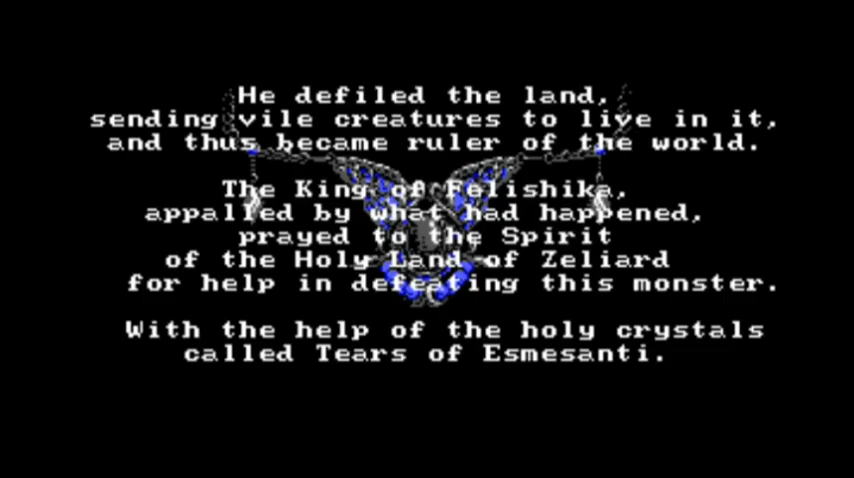 He defiled the land,
sending vile creatures to live in it,
and thus became ruler of the world.
The King of Felishika,
appalled by what had happened,
prayed to the Spirit
of the Holy Land of Zeliard
for help in defeating this monster.
With the help of the holy crystals
called Tears of Esmesanti.